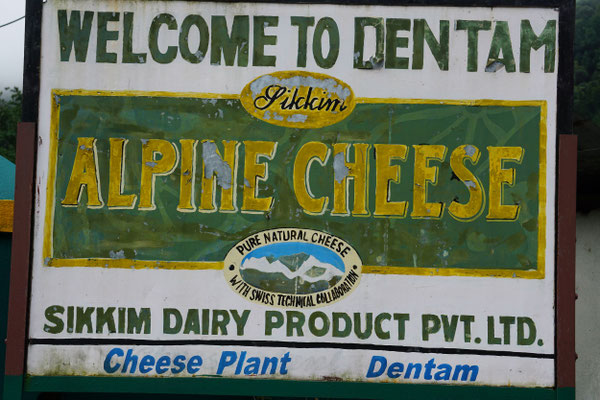 WELCOME TO DENTAM
Sikkim
ALPINE CHEESE
PURE NATURAL CHEESE
• WITH SWISS TECHNICAL COLLABORATION •
SIKKIM DAIRY PRODUCT PVT. LTD.
Cheese Plant Dentam